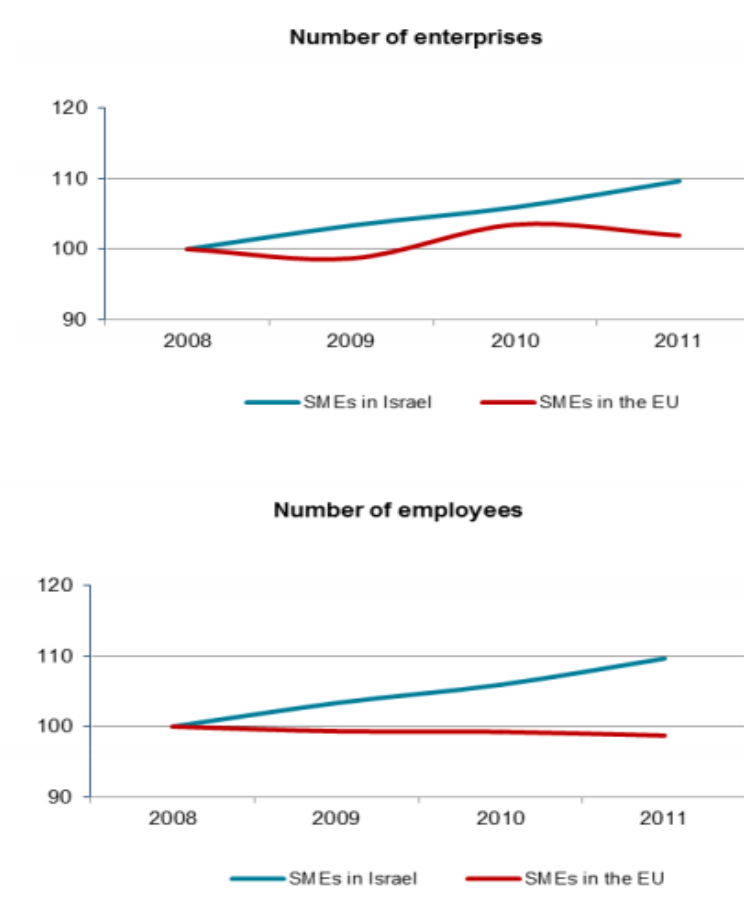 Number of enterprises
120
110
100
90
2008 2009 2010 2011
SMEs in Israel SMEs in the EU
Number of employees
120
110
100
90
2008 2009 2010 2011
SMEs in Israel SMEs in the EU